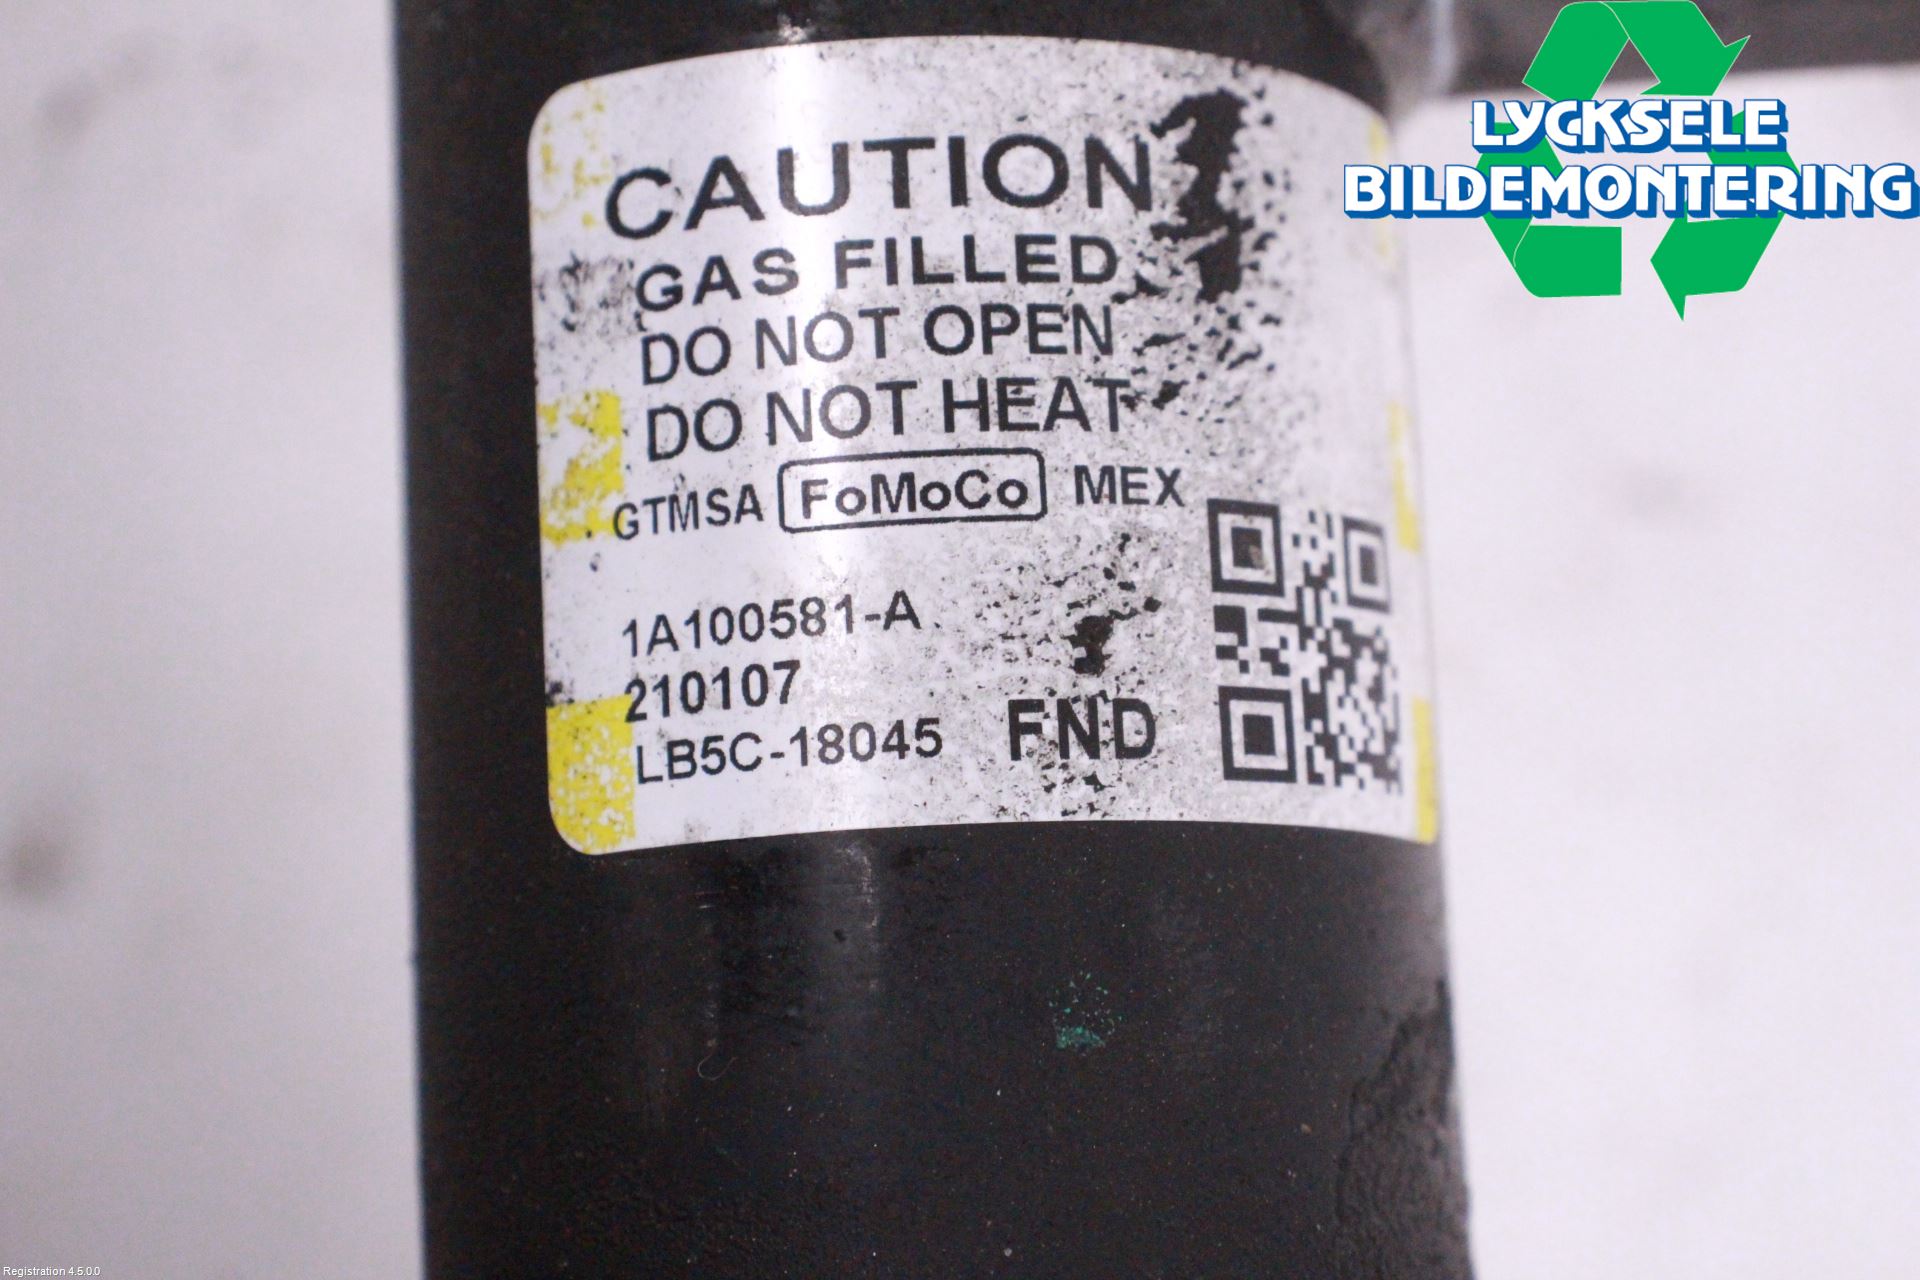 LYCKSELE
BILDEMONTERING
CAUTION
GAS FILLED
DO NOT OPEN
DO NOT HEAT
GTMSA FoMoCo MEX
1A100581-A
210107
LB5C-18045 FND
Registration 4.5.0.0